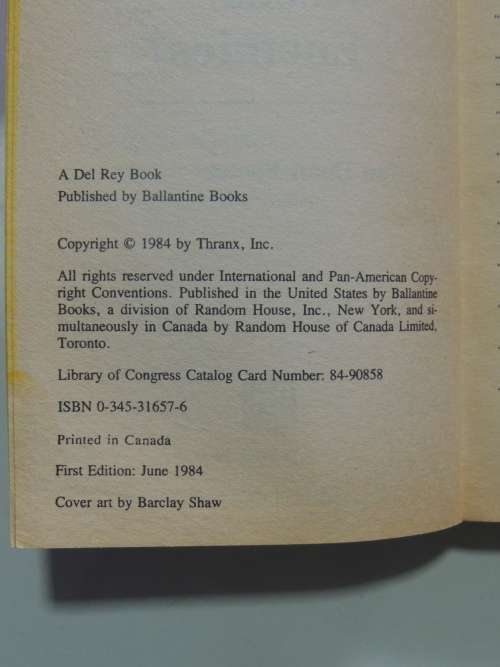 A Del Rey Book
Published by Ballantine Books
Copyright © 1984 by Thranx, Inc.
All rights reserved under International and Pan-American Copy-
right Conventions. Published in the United States by Ballantine
Books, a division of Random House, Inc., New York, and si-
multaneously in Canada by Random House of Canada Limited,
Toronto.
Library of Congress Catalog Card Number: 84-90858
ISBN 0-345-31657-6
Printed in Canada
First Edition: June 1984
Cover art by Barclay Shaw